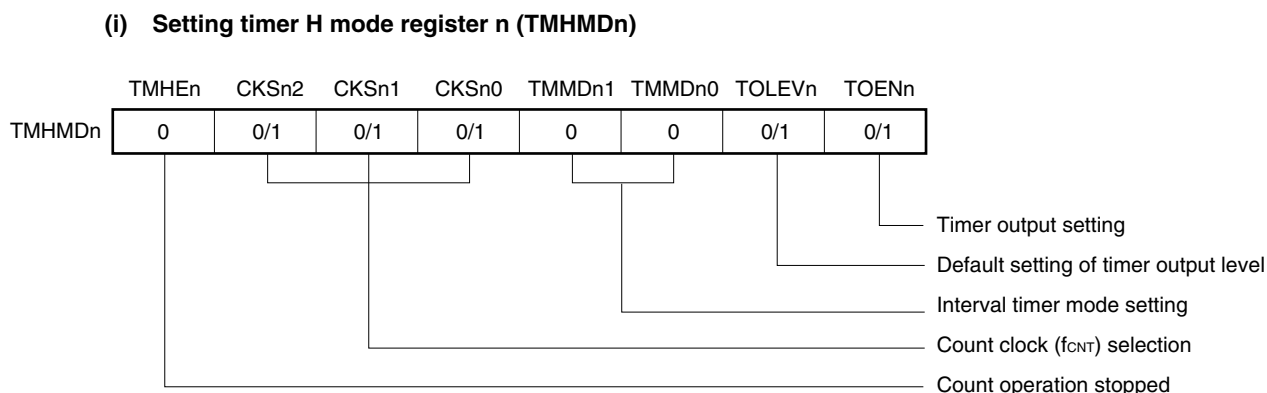 (i) Setting timer H mode register n (TMHMDn)
TMHEn CKSn2 CKSn1 CKSn0 TMMDn1 TMMDn0 TOLEVn TOENn
TMHMDn 0 0/1 0/1 0/1 0 0 0/1 0/1
Timer output setting
Default setting of timer output level
Interval timer mode setting
Count clock (fCNT) selection
Count operation stopped